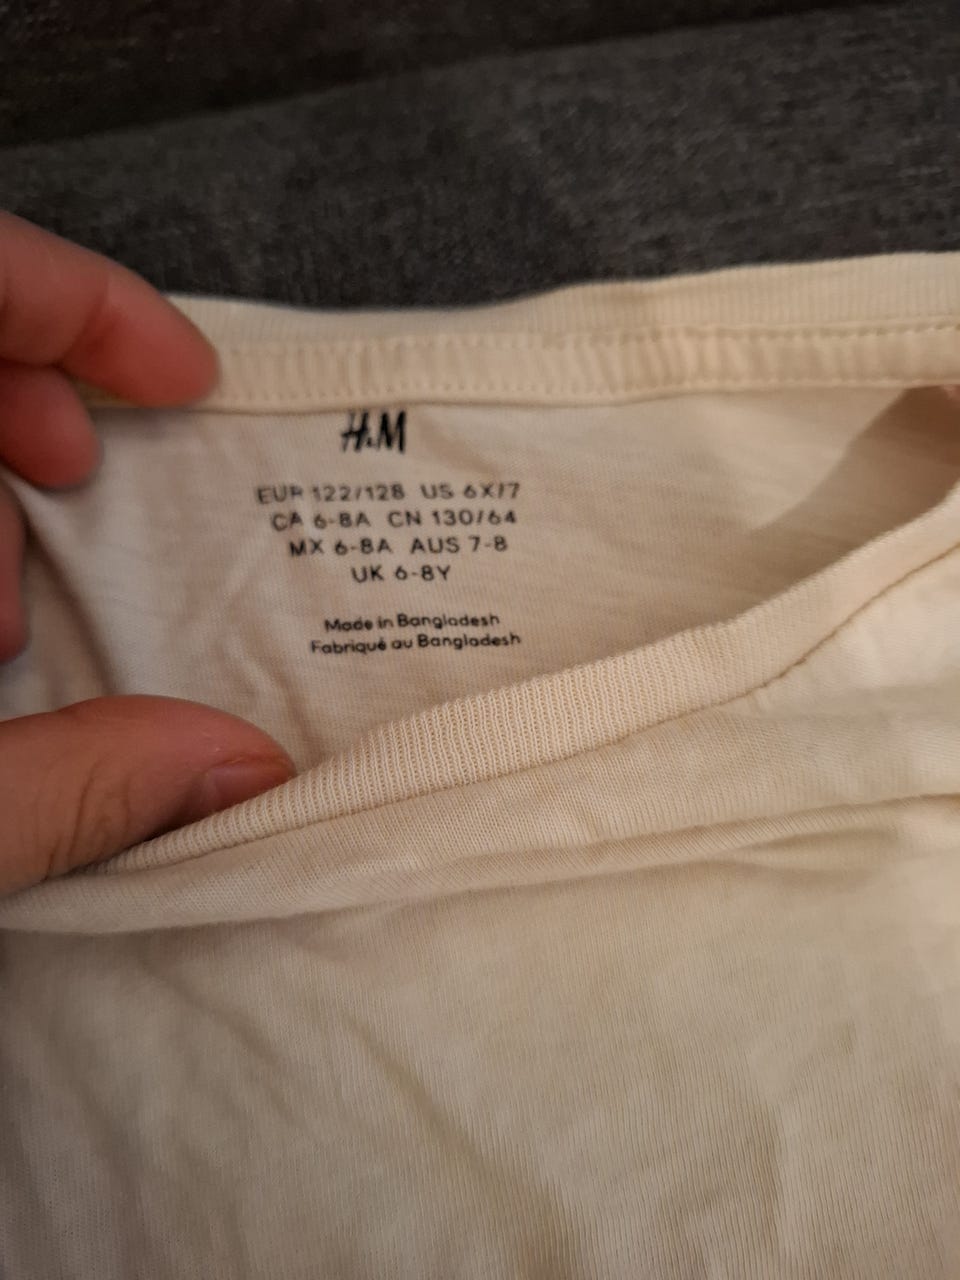 H&M
EUR 122/128 US 6X/7
CA 6-8A CN 130/64
MX 6-8A AUS 7-8
UK 6-8Y
Made in Bangladesh
Fabriqué au Bangladesh